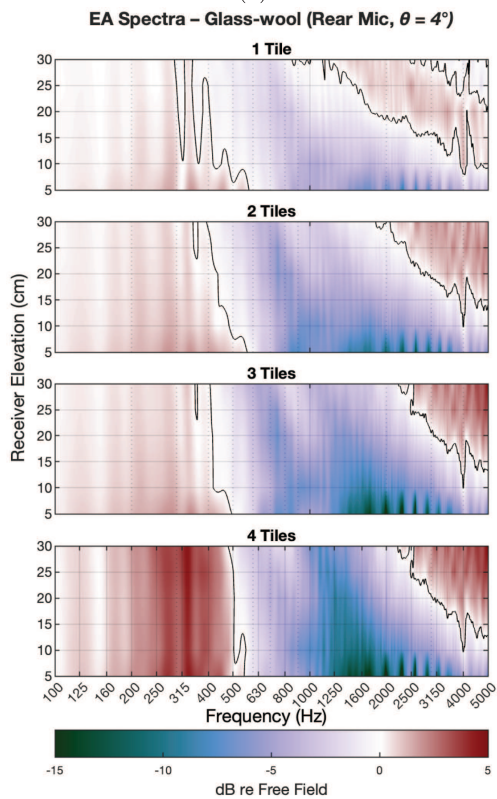 EA Spectra – Glass-wool (Rear Mic, θ = 4°)
1 Tile
30
25
20
15
10
5
2 Tiles
30
25
20
15
10
5
3 Tiles
30
25
20
15
10
5
4 Tiles
30
25
20
15
10
5
Receiver Elevation (cm)
100 125 160 200 250 315 400 500 630 800 1000 1250 1600 2000 2500 3150 4000 5000
Frequency (Hz)
-15 -10 -5 0 5
dB re Free Field